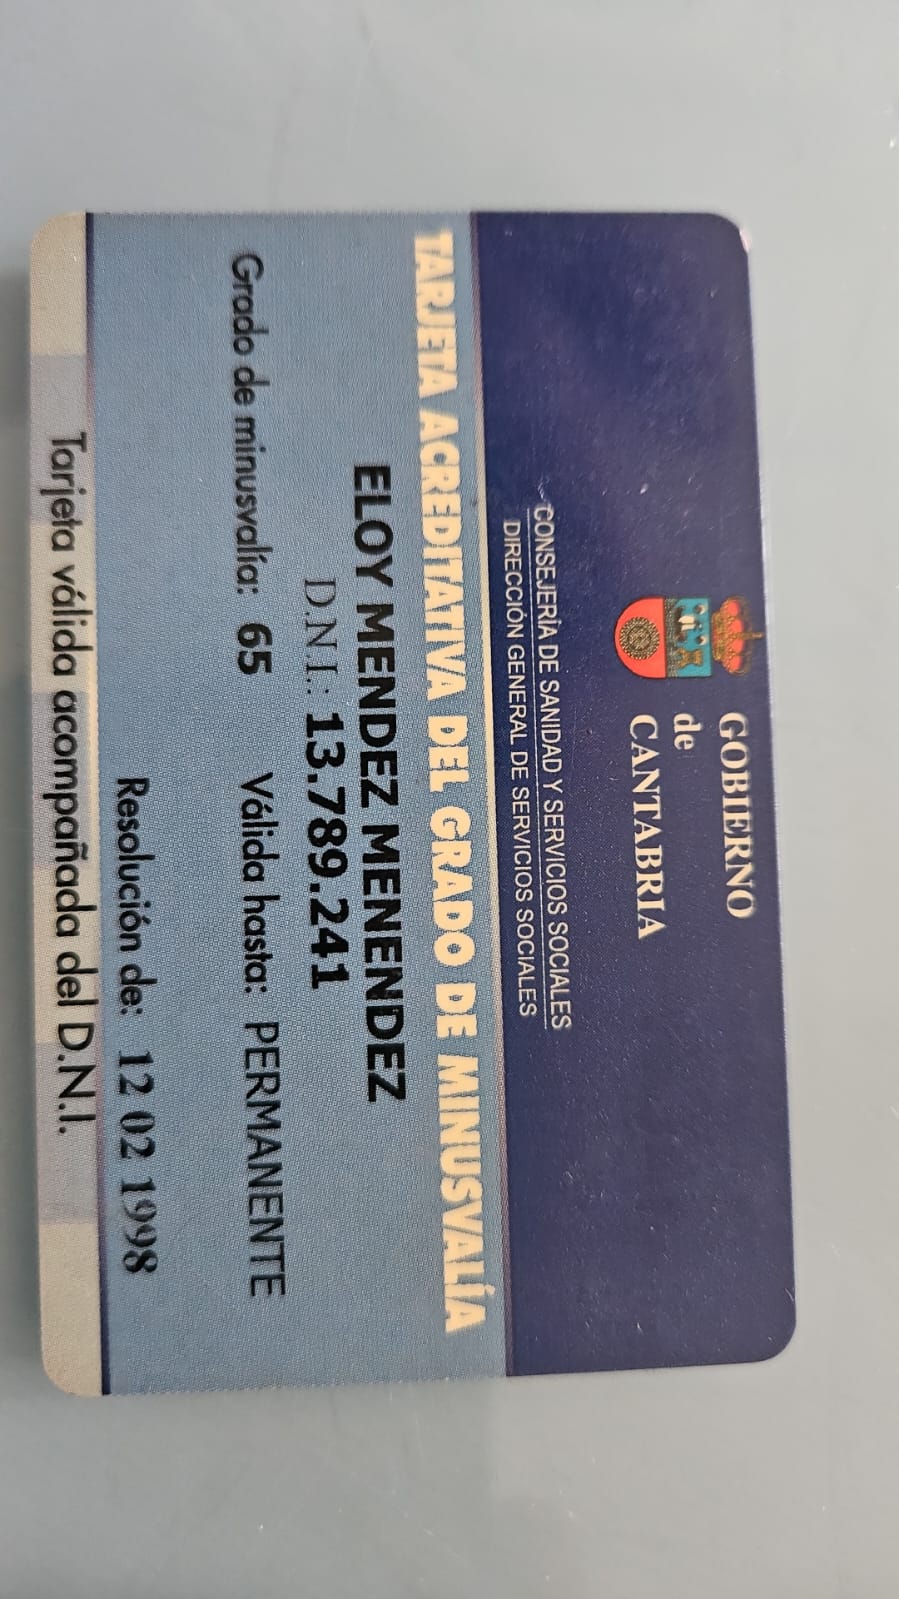 GOBIERNO
de
CANTABRIA
CONSEJERÍA DE SANIDAD Y SERVICIOS SOCIALES
DIRECCIÓN GENERAL DE SERVICIOS SOCIALES
TARJETA ACREDITATIVA DEL GRADO DE MINUSVALÍA
ELOY MENDEZ MENENDEZ
D.N.I.: 13.789.241
Grado de minusvalía: 65 Válida hasta: PERMANENTE
Resolución de: 12 02 1998
Tarjeta válida acompañada del D.N.I.